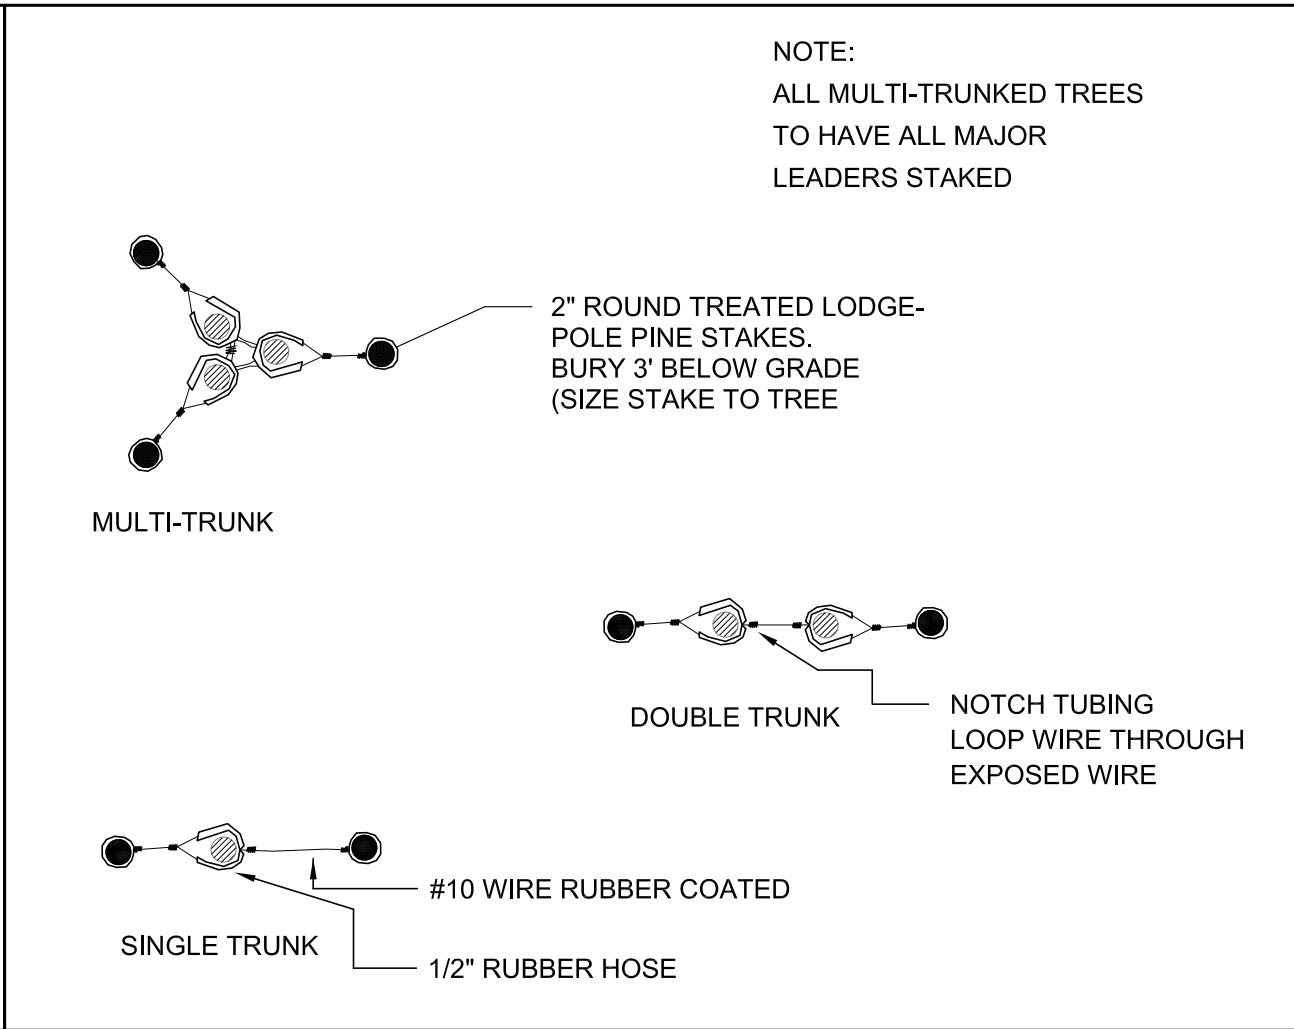 NOTE:
ALL MULTI-TRUNKED TREES
TO HAVE ALL MAJOR
LEADERS STAKED
2" ROUND TREATED LODGE-
POLE PINE STAKES.
BURY 3' BELOW GRADE
(SIZE STAKE TO TREE
MULTI-TRUNK
DOUBLE TRUNK
NOTCH TUBING
LOOP WIRE THROUGH
EXPOSED WIRE
#10 WIRE RUBBER COATED
SINGLE TRUNK
1/2" RUBBER HOSE